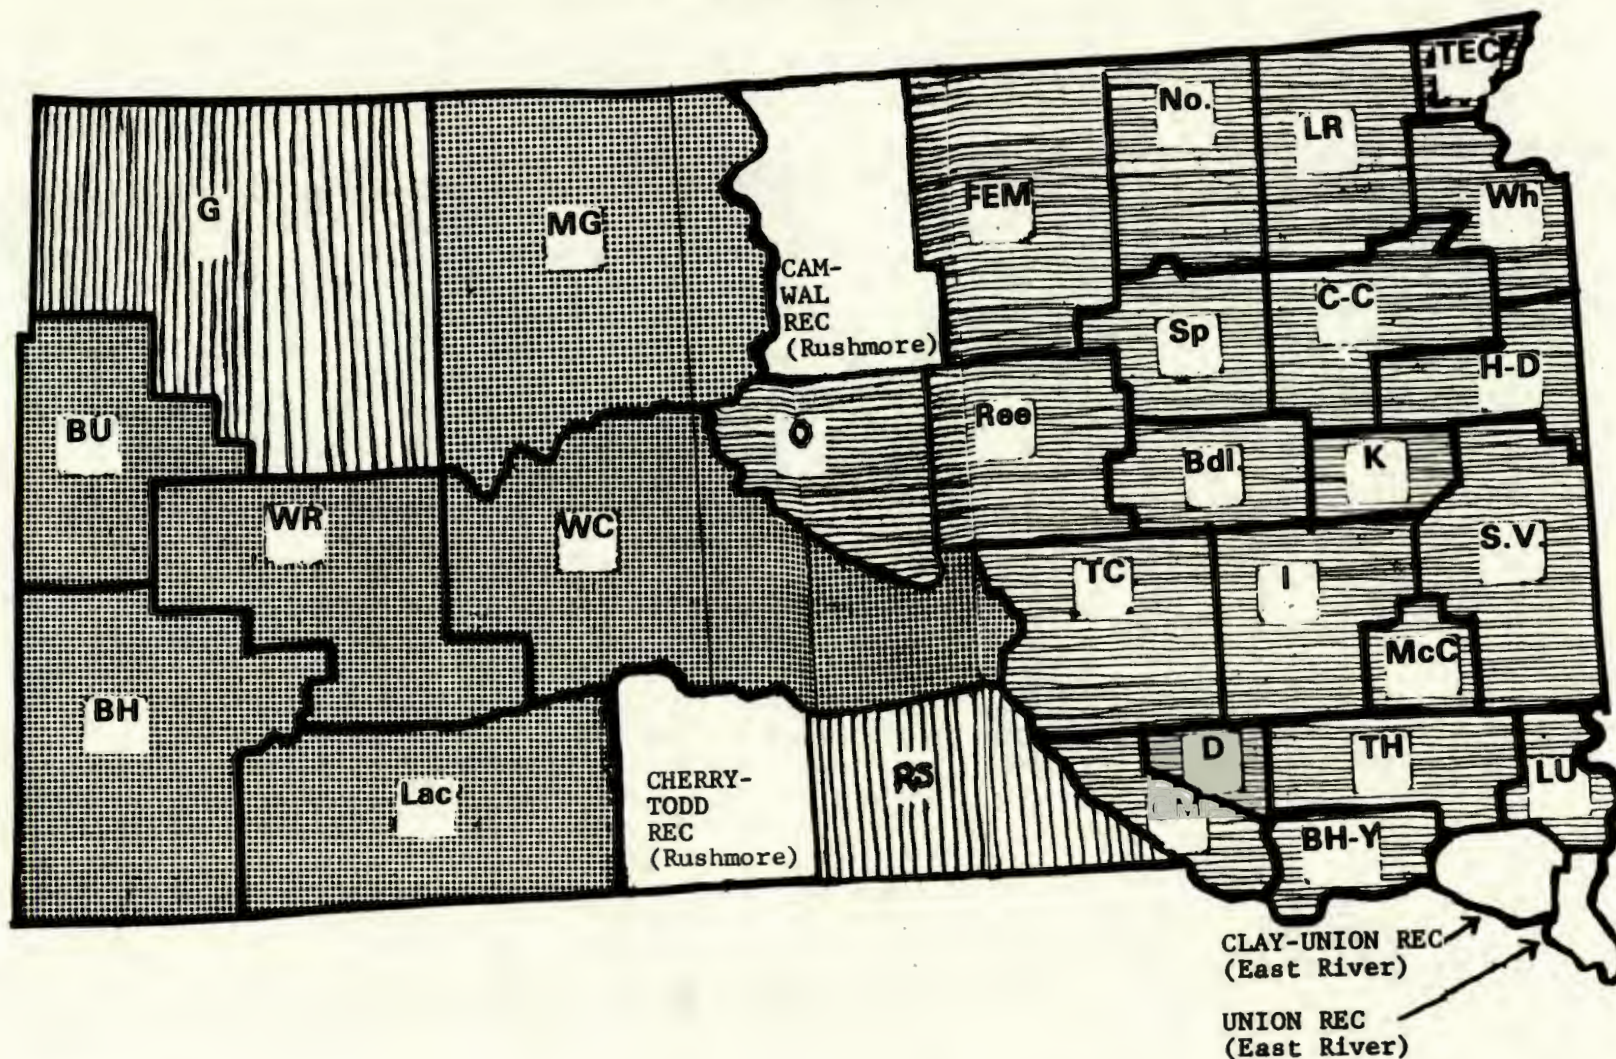 TEC
No.
LR
G
MG
FEM
Wh
CAM-
WAL
REC
(Rushmore)
C-C
Sp
H-D
BU
O
Ree
Bdl.
K
WR
WC
S.V.
TC
I
McC
BH
Lac
CHERRY-
TODD
REC
(Rushmore)
RS
D
TH
LU
BH-Y
CLAY-UNION REC
(East River)
UNION REC
(East River)